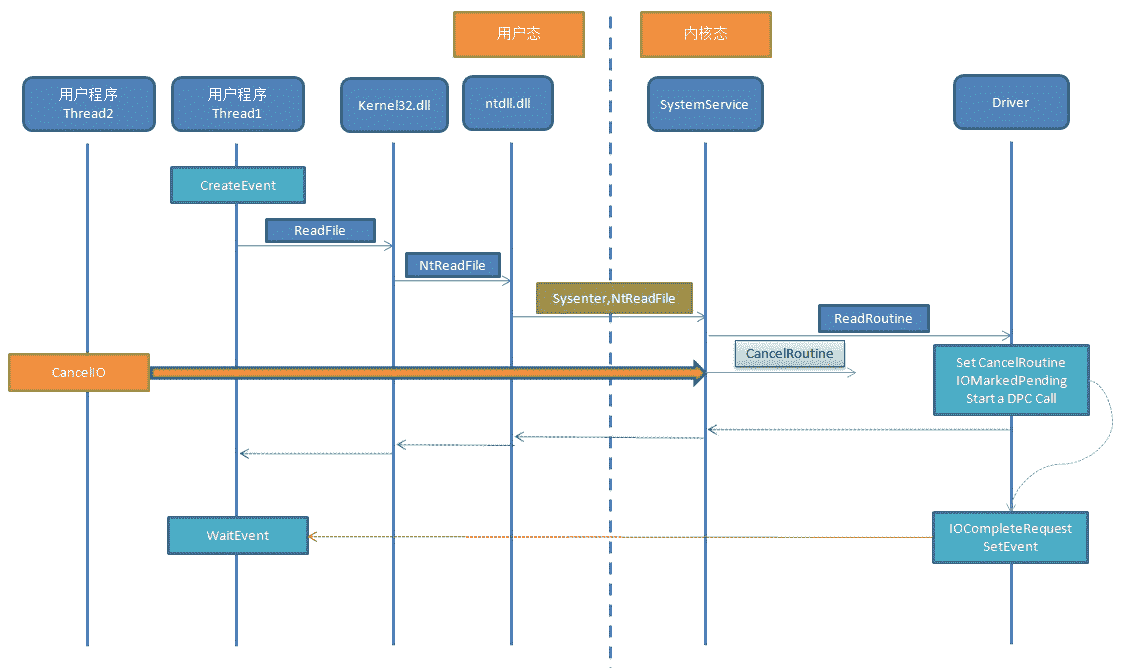 用户态
内核态
用户程序
Thread2
用户程序
Thread1
Kernel32.dll
ntdll.dll
SystemService
Driver
CreateEvent
ReadFile
NtReadFile
Sysenter,NtReadFile
ReadRoutine
CancelRoutine
CancelIO
Set CancelRoutine
IOMarkedPending
Start a DPC Call
WaitEvent
IOCompleteRequest
SetEvent